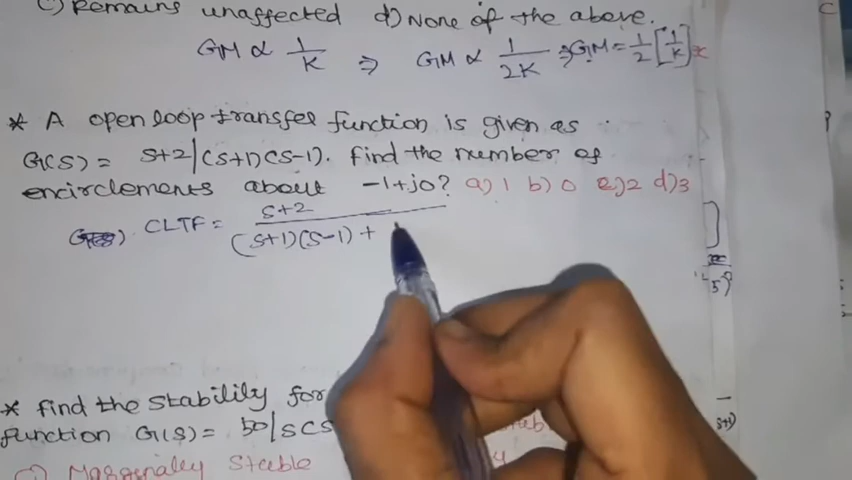 c) Remains unaffected d) None of the above.
GM ∝ 1/K ⇒ GM ∝ 1/2K ⇒ GM = 1/2 [1/K]
* A open loop transfer function is given as
G(s) = s+2|(s+1)(s-1). Find the number of
encirclements about -1+j0? a) 1 b) 0 c) 2 d) 3
CLTF = s+2/(s+1)(s-1) +
* Find the stability for
function G(s) = 50|s(s
Marginaley stable